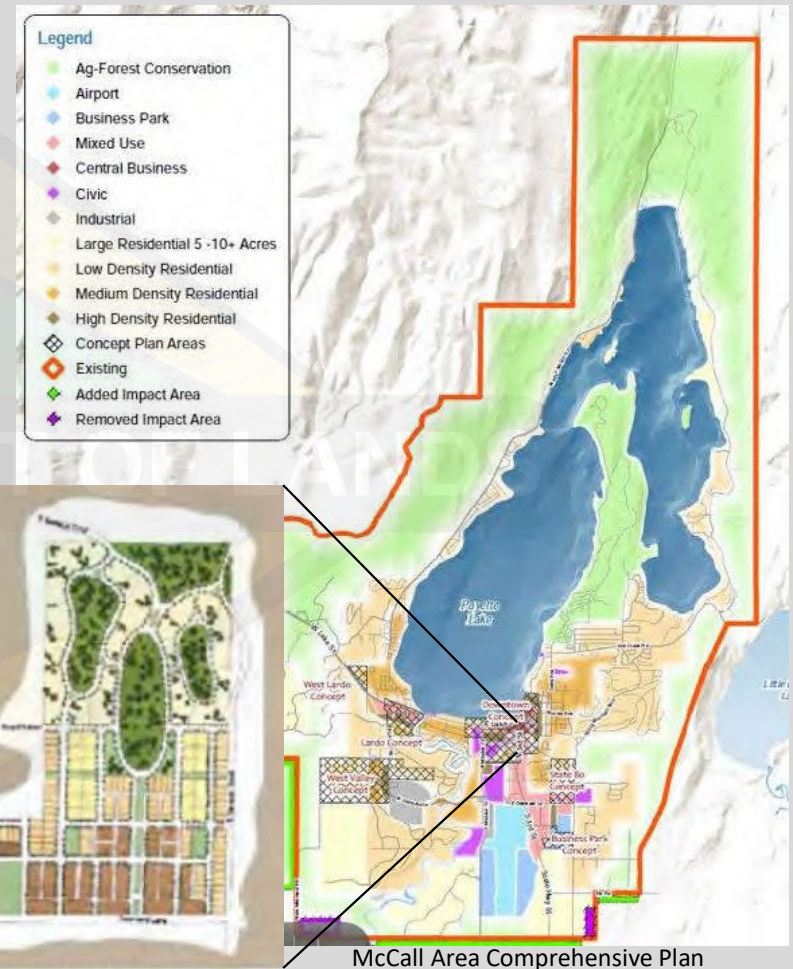 Legend
Ag-Forest Conservation
Airport
Business Park
Mixed Use
Central Business
Civic
Industrial
Large Residential 5 -10+ Acres
Low Density Residential
Medium Density Residential
High Density Residential
Concept Plan Areas
Existing
Added Impact Area
Removed Impact Area
OF LANDS
Payette
Lake
West Lardo
Concept
Downtown
Concept
Lardo Concept
West Valley
Concept
State 80
Concept
Business Park
Concept
McCall Area Comprehensive Plan